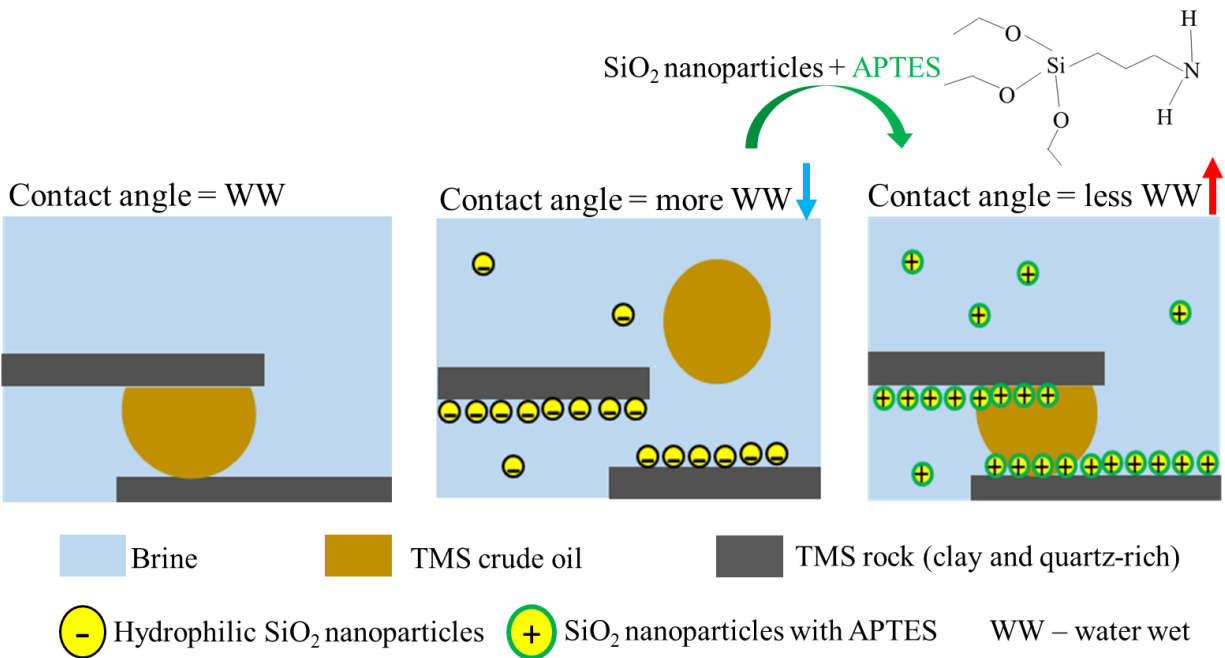 SiO₂ nanoparticles + APTES
O
O
O
Si
N
H
H
Contact angle = WW
Contact angle = more WW
Contact angle = less WW
- - - - - - - - - - - - - - - - - -
+ + + + + + + + + + + + + + + + + + + + + + +
Brine
TMS crude oil
TMS rock (clay and quartz-rich)
- Hydrophilic SiO₂ nanoparticles
+ SiO₂ nanoparticles with APTES
WW – water wet